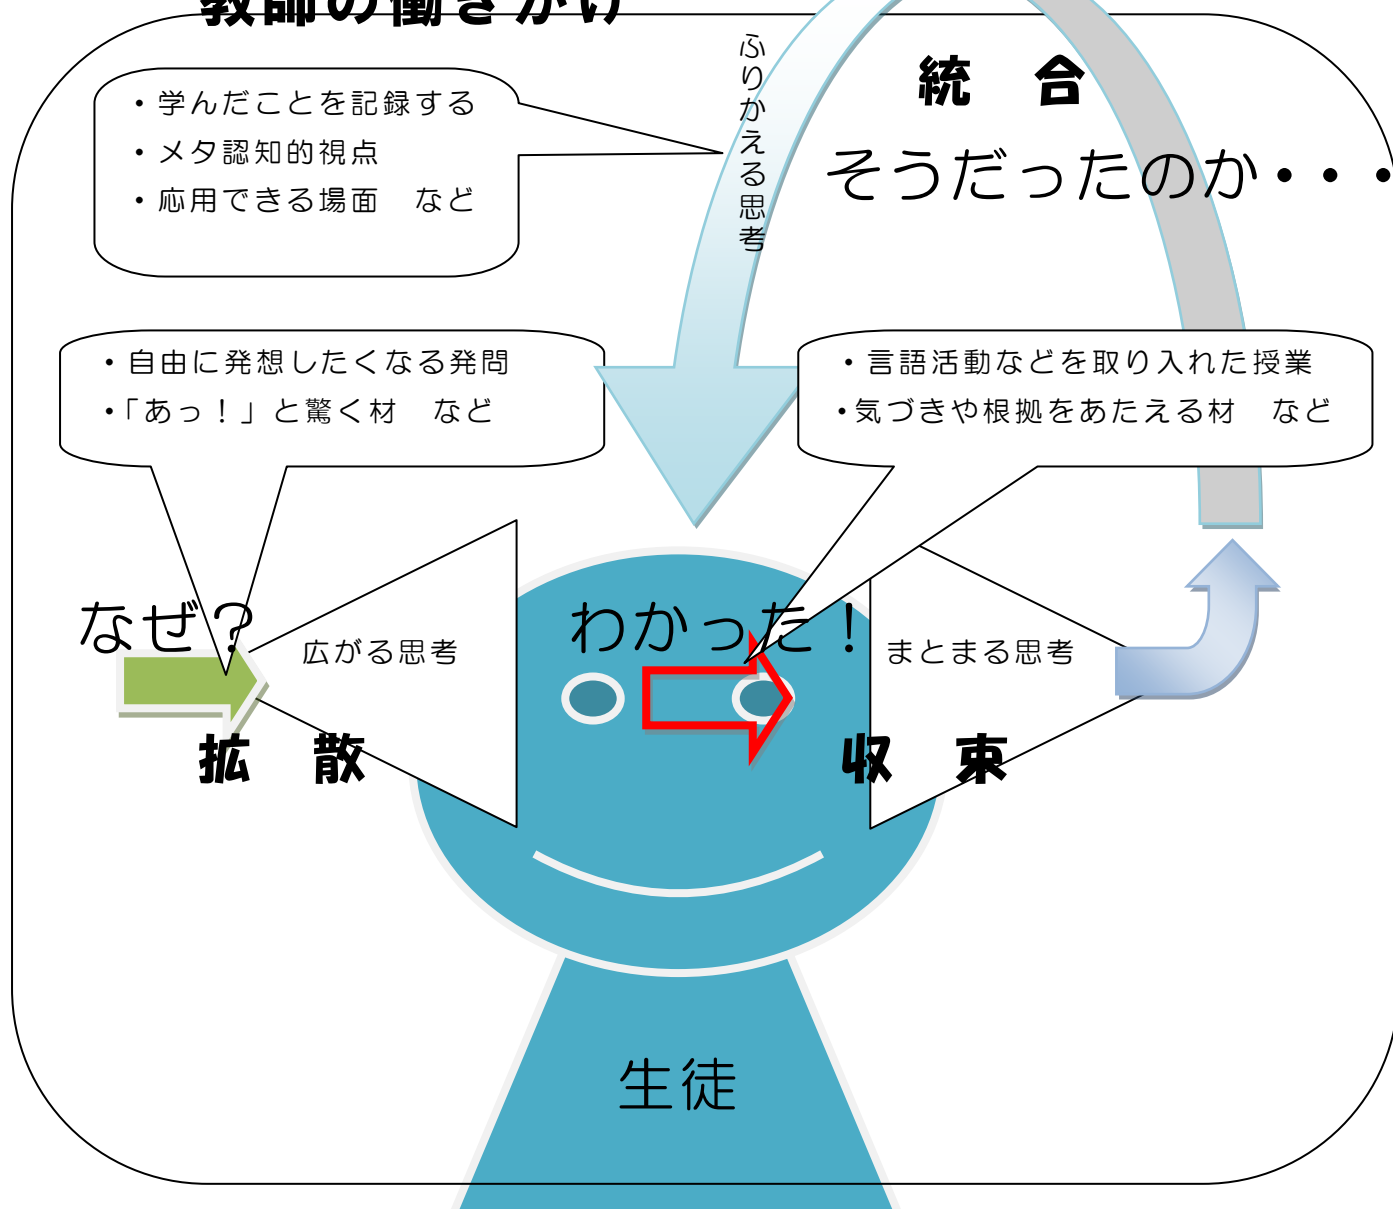 教師の働きかけ
統　合
そうだったのか・・・
ふりかえる思考
・学んだことを記録する
・メタ認知的視点
・応用できる場面　など
・自由に発想したくなる発問
・「あっ！」と驚く材　など
・言語活動などを取り入れた授業
・気づきや根拠をあたえる材　など
なぜ？
わかった！
広がる思考
まとまる思考
拡　散
収　束
生徒